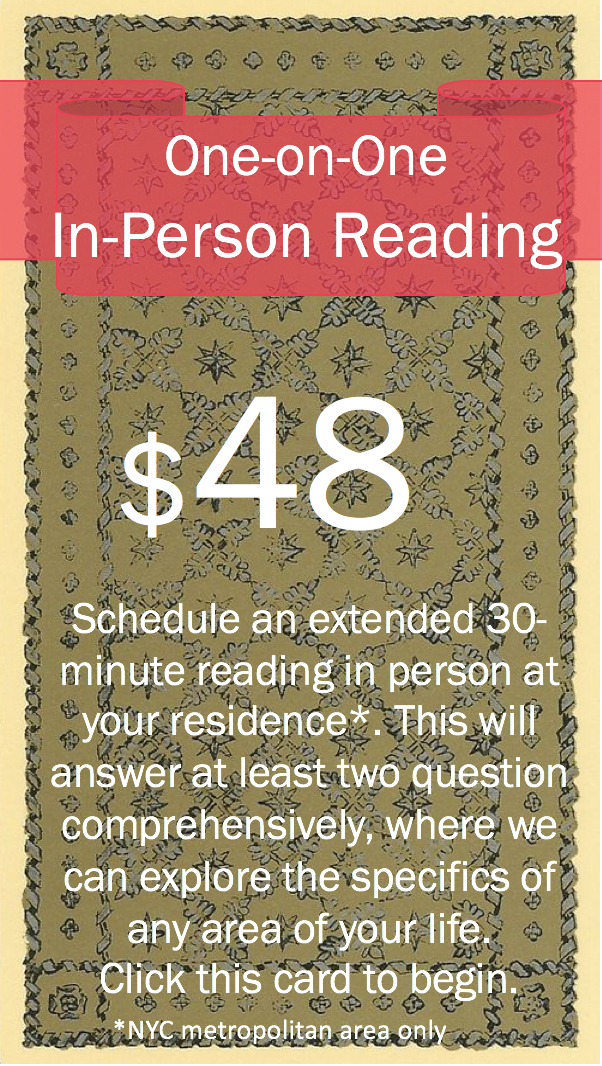 One-on-One
In-Person Reading
$48
Schedule an extended 30-
minute reading in person at
your residence*. This will
answer at least two question
comprehensively, where we
can explore the specifics of
any area of your life.
Click this card to begin.
*NYC metropolitan area only